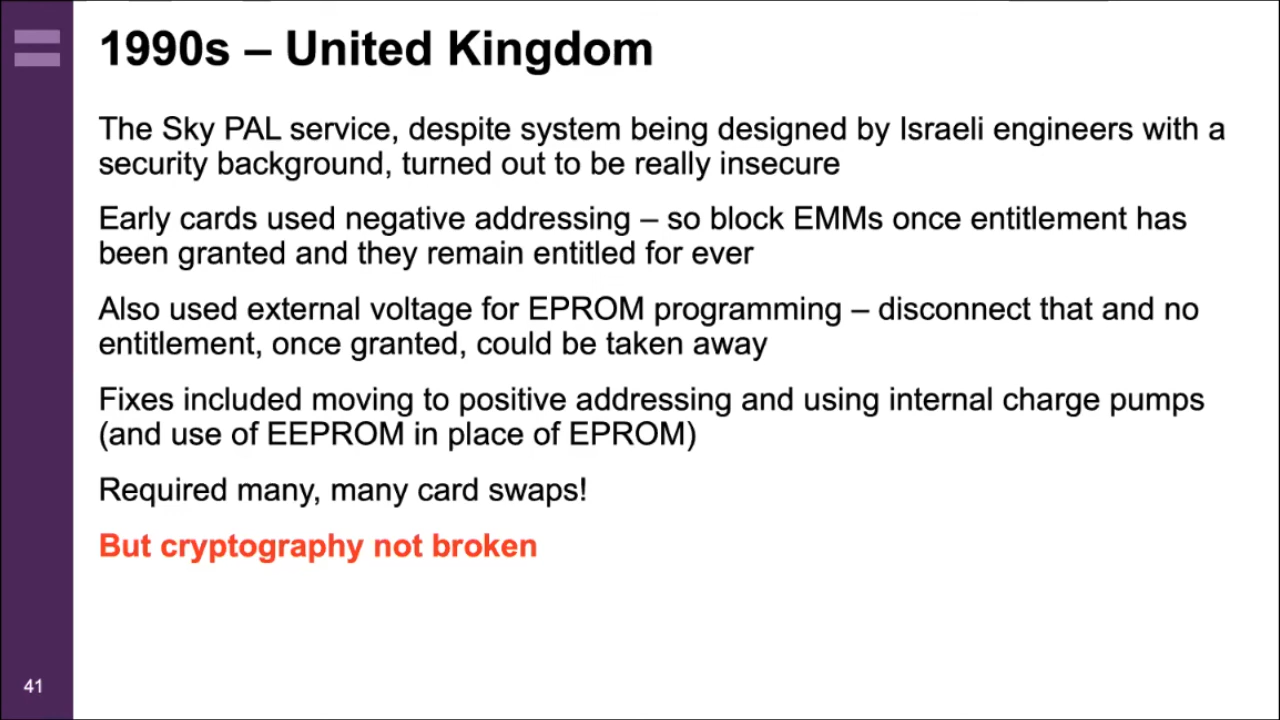 1990s – United Kingdom
The Sky PAL service, despite system being designed by Israeli engineers with a
security background, turned out to be really insecure
Early cards used negative addressing – so block EMMs once entitlement has
been granted and they remain entitled for ever
Also used external voltage for EPROM programming – disconnect that and no
entitlement, once granted, could be taken away
Fixes included moving to positive addressing and using internal charge pumps
(and use of EEPROM in place of EPROM)
Required many, many card swaps!
But cryptography not broken
41